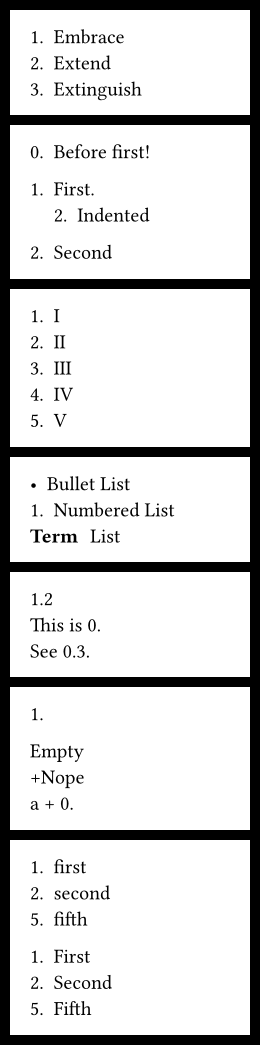 1. Embrace
2. Extend
3. Extinguish
0. Before first!
1. First.
2. Indented
2. Second
1. I
2. II
3. III
4. IV
5. V
• Bullet List
1. Numbered List
Term List
1.2
This is 0.
See 0.3.
1.
Empty
+Nope
a + 0.
1. first
2. second
5. fifth
1. First
2. Second
5. Fifth